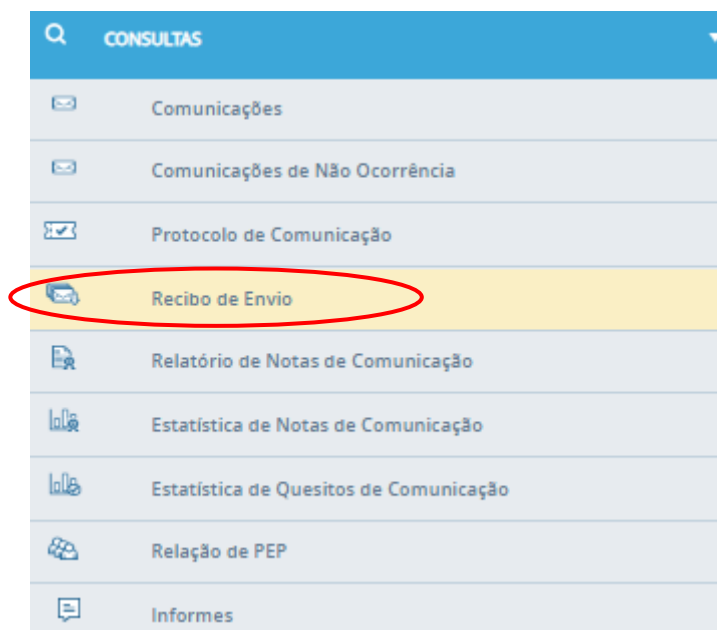 CONSULTAS
Comunicações
Comunicações de Não Ocorrência
Protocolo de Comunicação
Recibo de Envio
Relatório de Notas de Comunicação
Estatística de Notas de Comunicação
Estatística de Quesitos de Comunicação
Relação de PEP
Informes